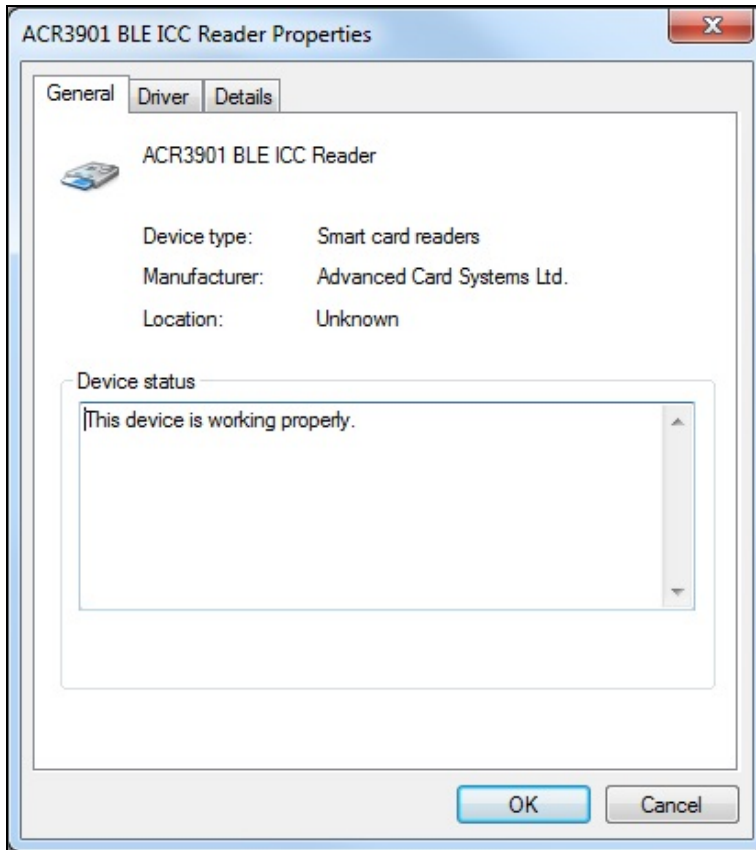 ACR3901 BLE ICC Reader Properties
General Driver Details
ACR3901 BLE ICC Reader
Device type: Smart card readers
Manufacturer: Advanced Card Systems Ltd.
Location: Unknown
Device status
This device is working properly.
OK Cancel